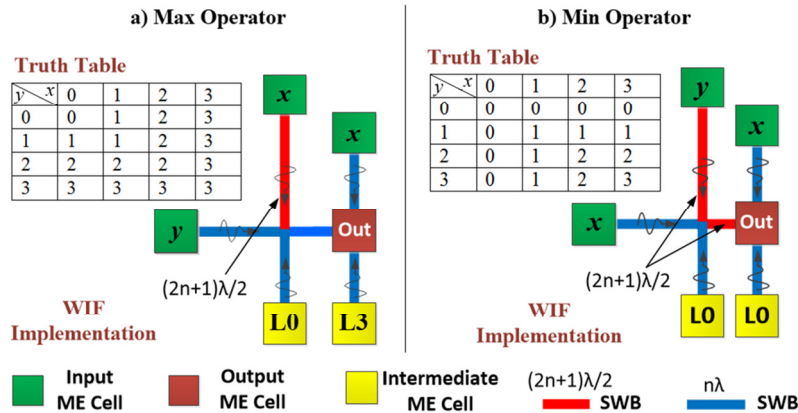 a) Max Operator
Truth Table
y x 0 1 2 3
0 0 1 2 3
1 1 1 2 3
2 2 2 2 3
3 3 3 3 3
x
x
y
Out
(2n+1)λ/2
L0
L3
WIF
Implementation
b) Min Operator
Truth Table
y x 0 1 2 3
0 0 0 0 0
1 0 1 1 1
2 0 1 2 2
3 0 1 2 3
y
x
x
Out
(2n+1)λ/2
L0
L0
WIF
Implementation
Input
ME Cell
Output
ME Cell
Intermediate
ME Cell
(2n+1)λ/2
SWB
nλ
SWB